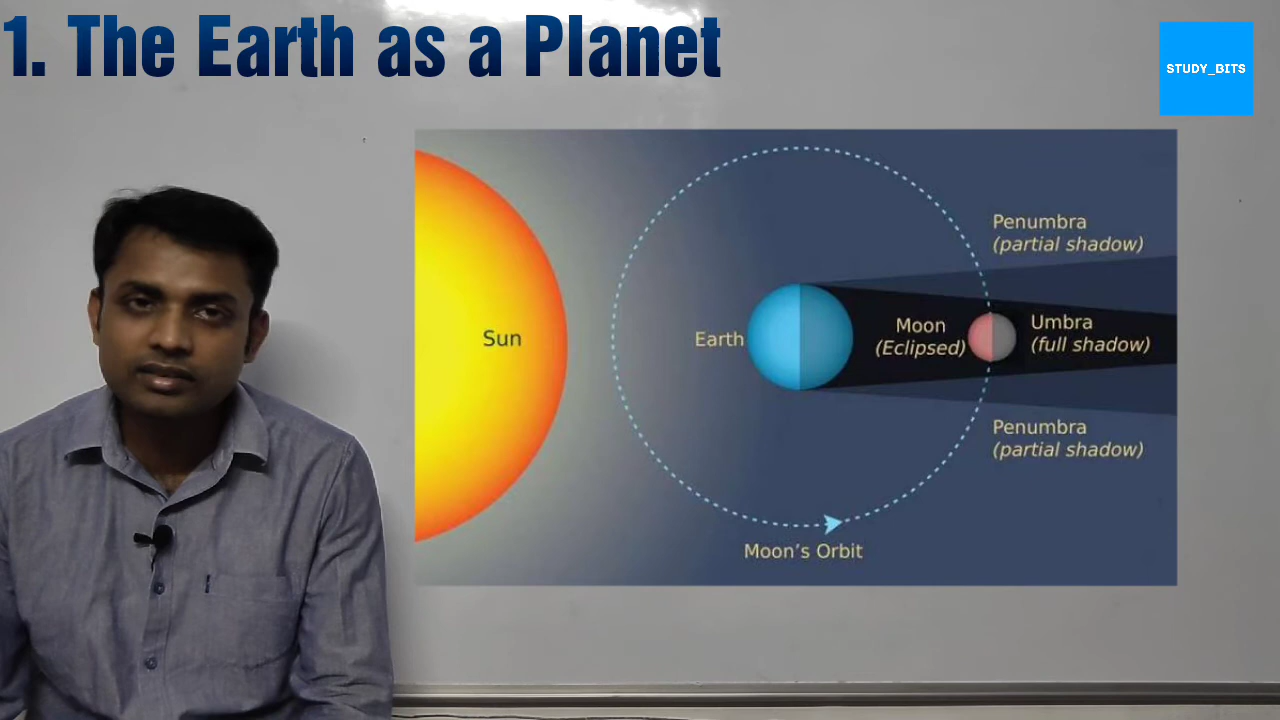 1. The Earth as a Planet
STUDY_BITS
Penumbra
(partial shadow)
Sun
Earth
Moon
(Eclipsed)
Umbra
(full shadow)
Penumbra
(partial shadow)
Moon's Orbit